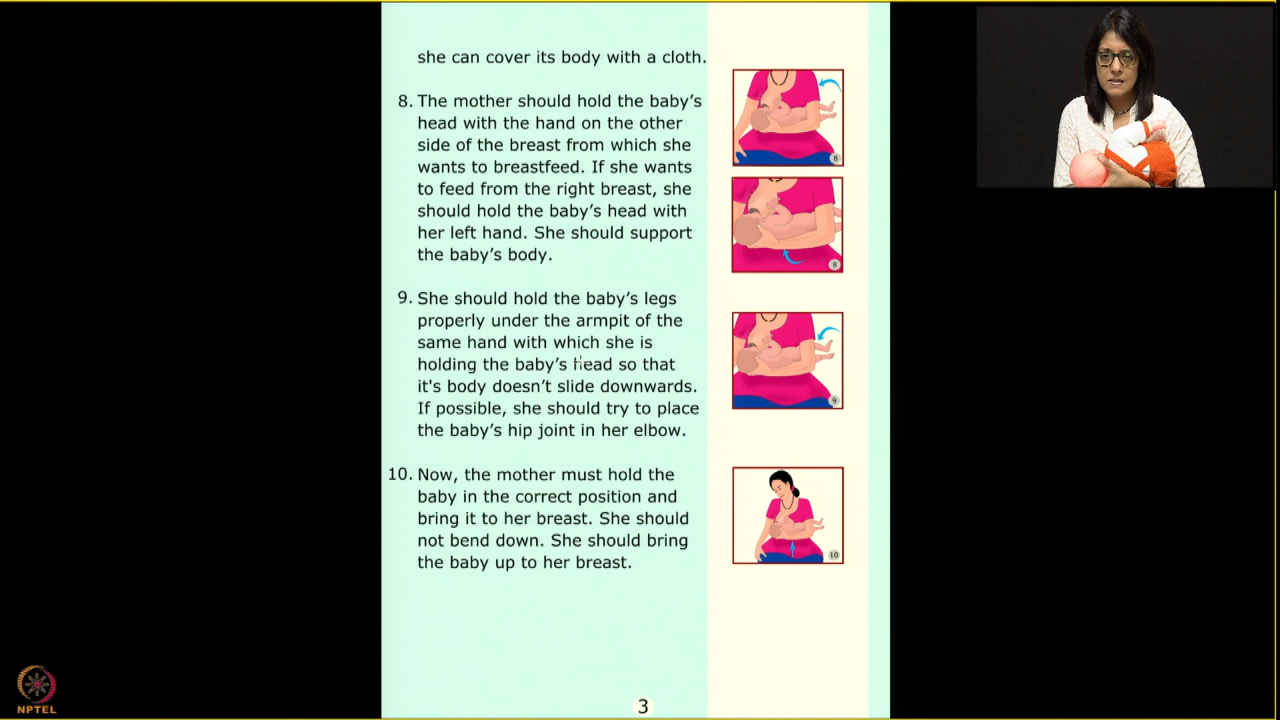 she can cover its body with a cloth.
8. The mother should hold the baby's
head with the hand on the other
side of the breast from which she
wants to breastfeed. If she wants
to feed from the right breast, she
should hold the baby's head with
her left hand. She should support
the baby's body.
8
8
9. She should hold the baby's legs
properly under the armpit of the
same hand with which she is
holding the baby's head so that
it's body doesn't slide downwards.
If possible, she should try to place
the baby's hip joint in her elbow.
9
10. Now, the mother must hold the
baby in the correct position and
bring it to her breast. She should
not bend down. She should bring
the baby up to her breast.
10
3
NPTEL